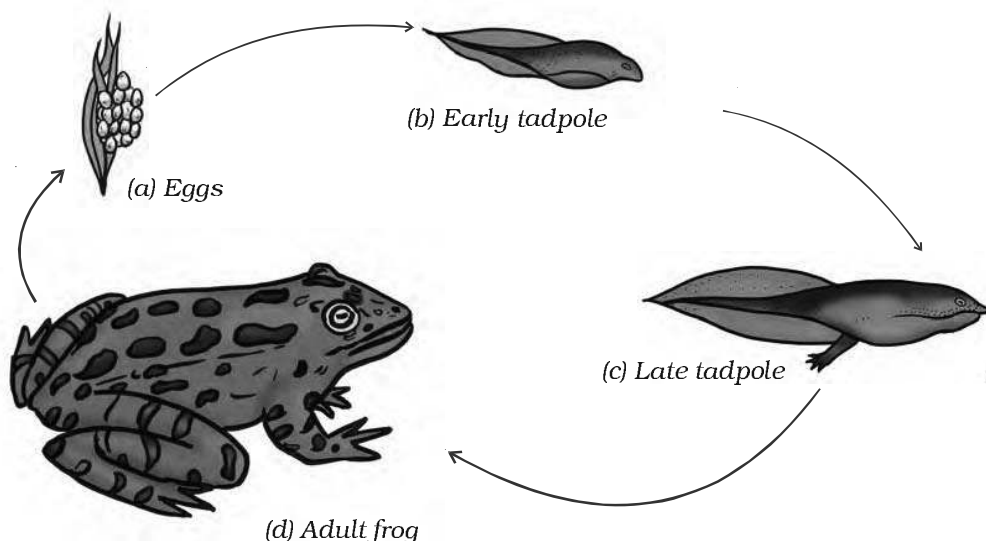 (a) Eggs
(b) Early tadpole
(c) Late tadpole
(d) Adult frog